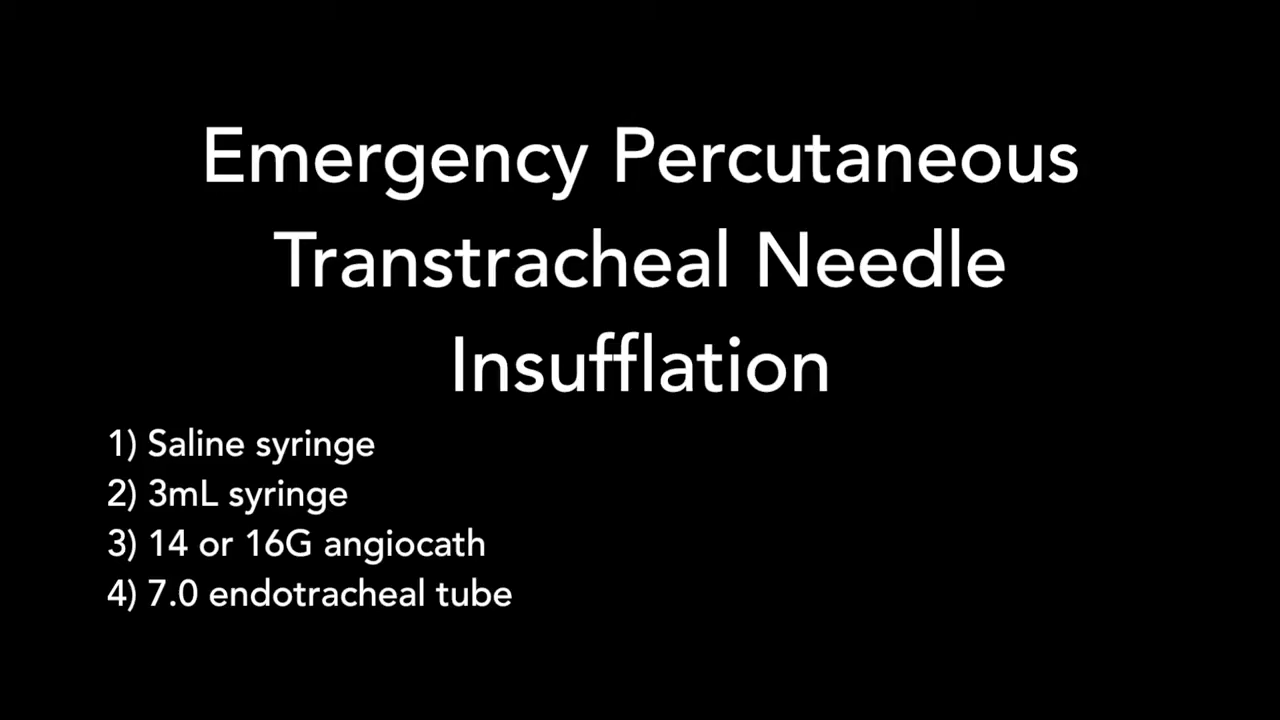 Emergency Percutaneous
Transtracheal Needle
Insufflation
1) Saline syringe
2) 3mL syringe
3) 14 or 16G angiocath
4) 7.0 endotracheal tube